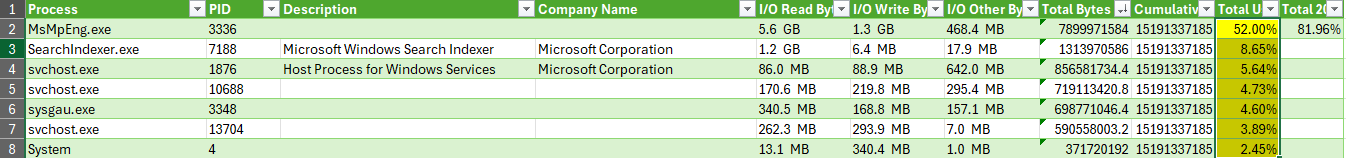 1 Process PID Description Company Name I/O Read Byt I/O Write By I/O Other By Total Bytes Cumulativ Total U Total 20
2 MsMpEng.exe 3336 5.6 GB 1.3 GB 468.4 MB 7899971584 15191337185 52.00% 81.96%
3 SearchIndexer.exe 7188 Microsoft Windows Search Indexer Microsoft Corporation 1.2 GB 6.4 MB 17.9 MB 1313970586 15191337185 8.65%
4 svchost.exe 1876 Host Process for Windows Services Microsoft Corporation 86.0 MB 88.9 MB 642.0 MB 856581734.4 15191337185 5.64%
5 svchost.exe 10688 170.6 MB 219.8 MB 295.4 MB 719113420.8 15191337185 4.73%
6 sysgau.exe 3348 340.5 MB 168.8 MB 157.1 MB 698771046.4 15191337185 4.60%
7 svchost.exe 13704 262.3 MB 293.9 MB 7.0 MB 590558003.2 15191337185 3.89%
8 System 4 13.1 MB 340.4 MB 1.0 MB 371720192 15191337185 2.45%